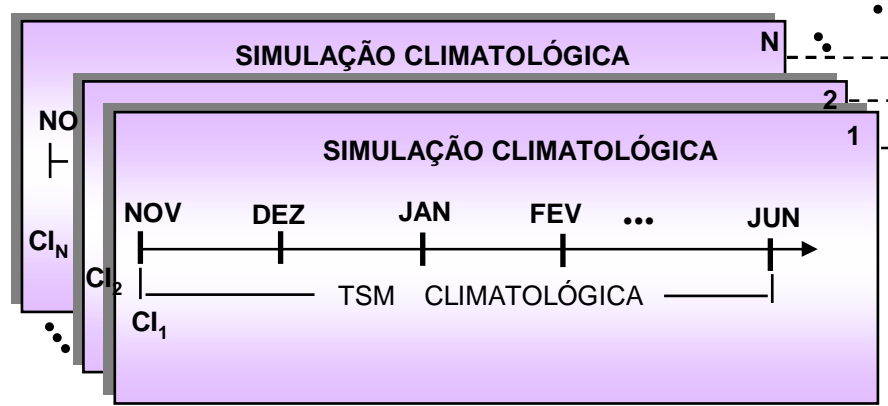 SIMULAÇÃO CLIMATOLÓGICA N
2
NO
1
SIMULAÇÃO CLIMATOLÓGICA
NOV DEZ JAN FEV ... JUN
CI_N
CI_2
TSM CLIMATOLÓGICA
CI_1